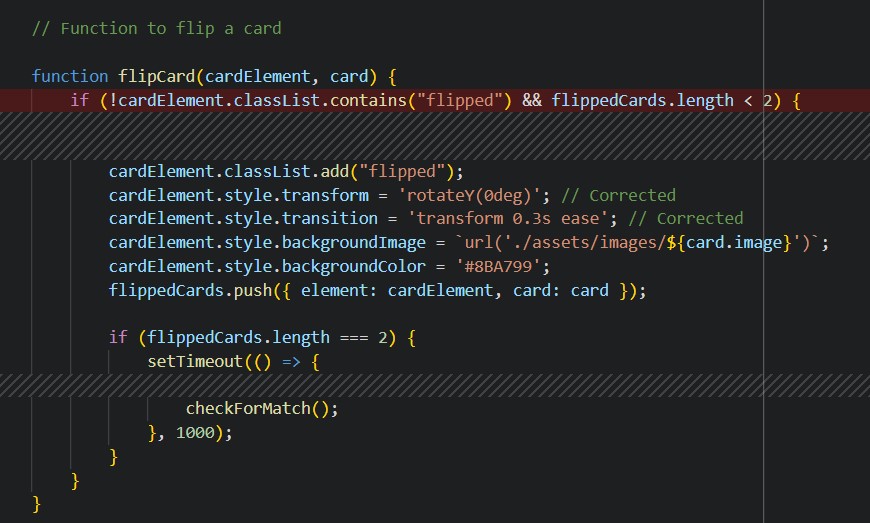 // Function to flip a card
function flipCard(cardElement, card) {
if (!cardElement.classList.contains("flipped") && flippedCards.length < 2) {
cardElement.classList.add("flipped");
cardElement.style.transform = 'rotateY(0deg)'; // Corrected
cardElement.style.transition = 'transform 0.3s ease'; // Corrected
cardElement.style.backgroundImage = `url('./assets/images/${card.image}')`;
cardElement.style.backgroundColor = '#8BA799';
flippedCards.push({ element: cardElement, card: card });
if (flippedCards.length === 2) {
setTimeout(() => {
checkForMatch();
}, 1000);
}
}
}